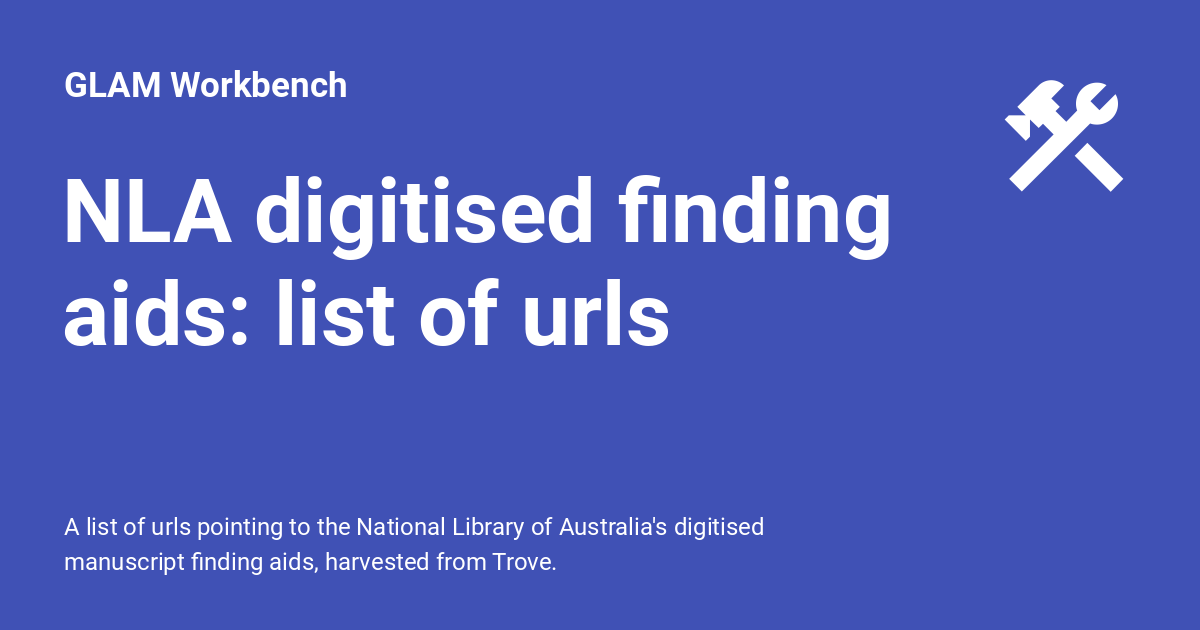 GLAM Workbench
NLA digitised finding
aids: list of urls
A list of urls pointing to the National Library of Australia's digitised
manuscript finding aids, harvested from Trove.